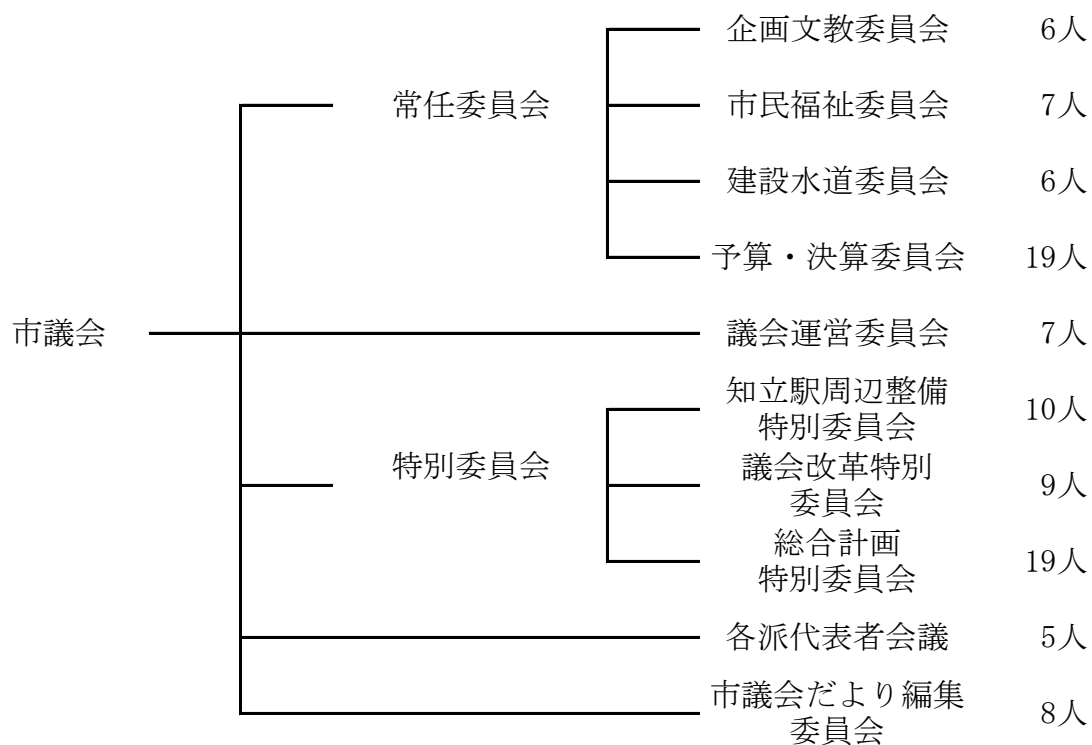 企画文教委員会 6人
常任委員会
市民福祉委員会 7人
建設水道委員会 6人
予算・決算委員会 19人
市議会
議会運営委員会 7人
知立駅周辺整備
特別委員会
10人
特別委員会
議会改革特別
委員会
9人
総合計画
特別委員会
19人
各派代表者会議 5人
市議会だより編集
委員会
8人